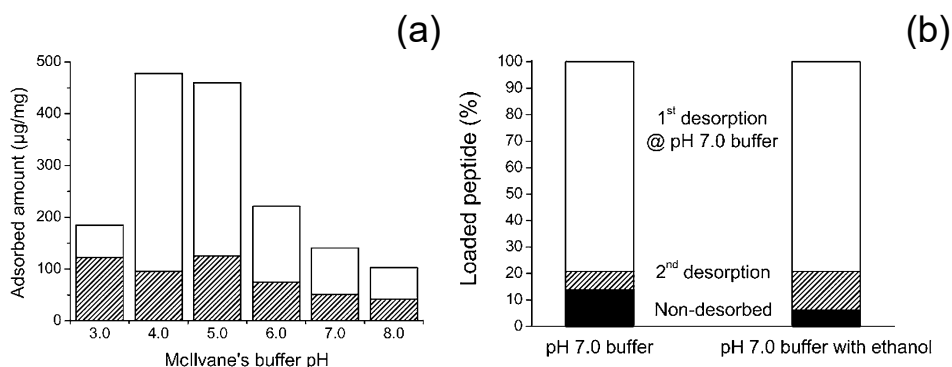 (a)
500
400
300
200
100
0
Adsorbed amount (µg/mg)
3.0 4.0 5.0 6.0 7.0 8.0
McIlvane's buffer pH
(b)
100
90
80
70
60
50
40
30
20
10
0
Loaded peptide (%)
1st desorption
@ pH 7.0 buffer
2nd desorption
Non-desorbed
pH 7.0 buffer pH 7.0 buffer with ethanol